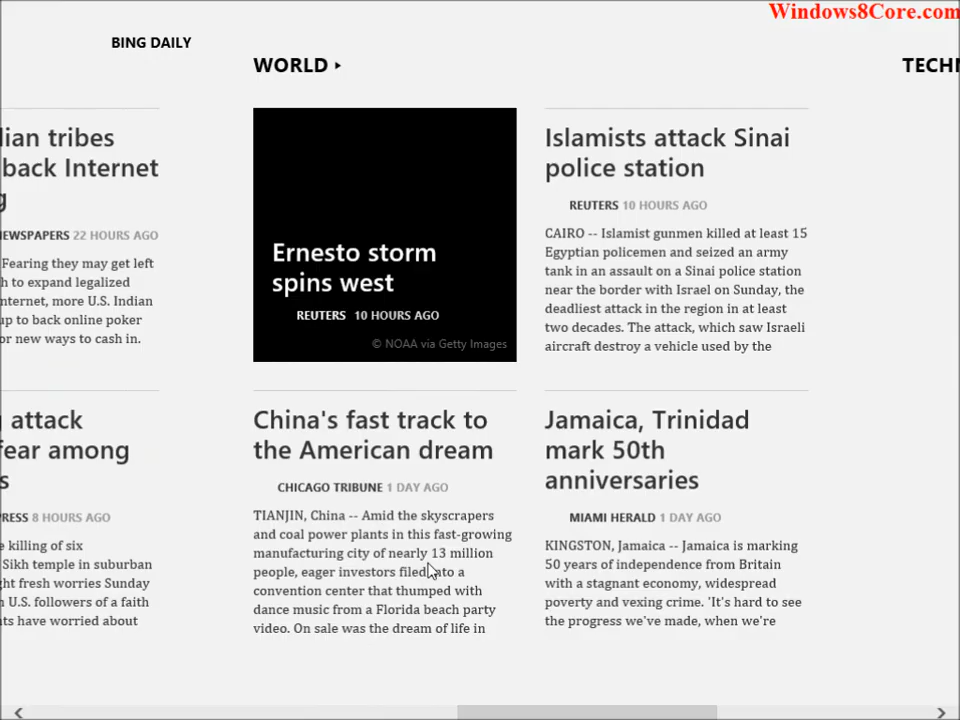 Windows8Core.com
BING DAILY
WORLD
TECHN
dian tribes
back Internet
g
EWSPAPERS 22 HOURS AGO
Fearing they may get left
h to expand legalized
nternet, more U.S. Indian
up to back online poker
or new ways to cash in.
g attack
fear among
s
PRESS 8 HOURS AGO
e killing of six
Sikh temple in suburban
ght fresh worries Sunday
n U.S. followers of a faith
nts have worried about
Ernesto storm
spins west
REUTERS 10 HOURS AGO
© NOAA via Getty Images
China's fast track to
the American dream
CHICAGO TRIBUNE 1 DAY AGO
TIANJIN, China -- Amid the skyscrapers
and coal power plants in this fast-growing
manufacturing city of nearly 13 million
people, eager investors filed into a
convention center that thumped with
dance music from a Florida beach party
video. On sale was the dream of life in
Islamists attack Sinai
police station
REUTERS 10 HOURS AGO
CAIRO -- Islamist gunmen killed at least 15
Egyptian policemen and seized an army
tank in an assault on a Sinai police station
near the border with Israel on Sunday, the
deadliest attack in the region in at least
two decades. The attack, which saw Israeli
aircraft destroy a vehicle used by the
Jamaica, Trinidad
mark 50th
anniversaries
MIAMI HERALD 1 DAY AGO
KINGSTON, Jamaica -- Jamaica is marking
50 years of independence from Britain
with a stagnant economy, widespread
poverty and vexing crime. 'It's hard to see
the progress we've made, when we're